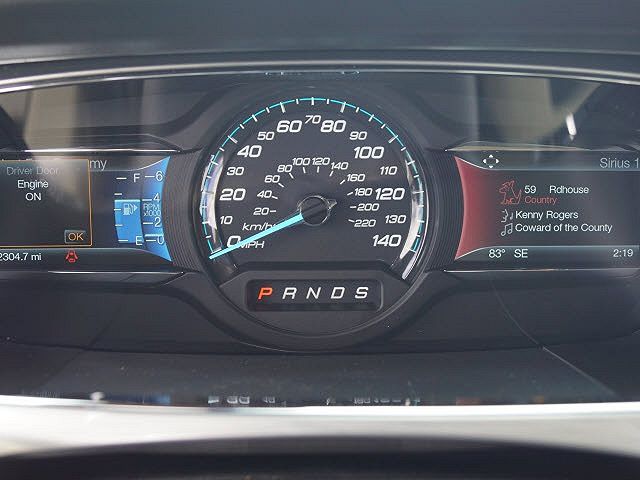 Driver Door
Engine
ON
OK
my
F
6
4
RPM
x1000
2
E
0
2304.7 mi
0 10 20 30 40 50 60 70 80 90 100 110 120 130 140
20 40 60 80 100 120 140 160 180 200 220
km/h
MPH
P R N D S
Sirius 1
59 Rdhouse
Country
Kenny Rogers
Coward of the County
83° SE
2:19